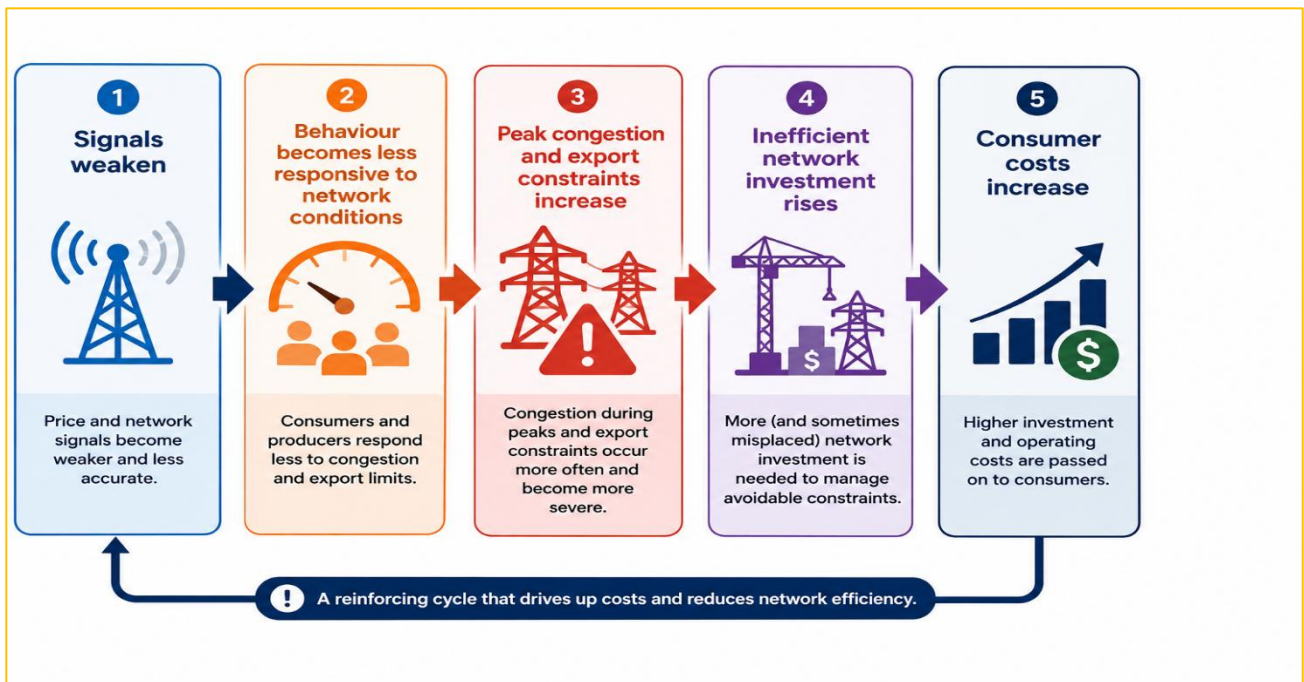 1
Signals
weaken
Price and network
signals become
weaker and less
accurate.
2
Behaviour
becomes less
responsive to
network
conditions
Consumers and
producers respond
less to congestion
and export limits.
3
Peak congestion
and export
constraints
increase
!
Congestion during
peaks and export
constraints occur
more often and
become more
severe.
4
Inefficient
network
investment
rises
$
More (and sometimes
misplaced) network
investment is
needed to manage
avoidable constraints.
5
Consumer
costs
increase
$
Higher investment
and operating
costs are passed
on to consumers.
! A reinforcing cycle that drives up costs and reduces network efficiency.